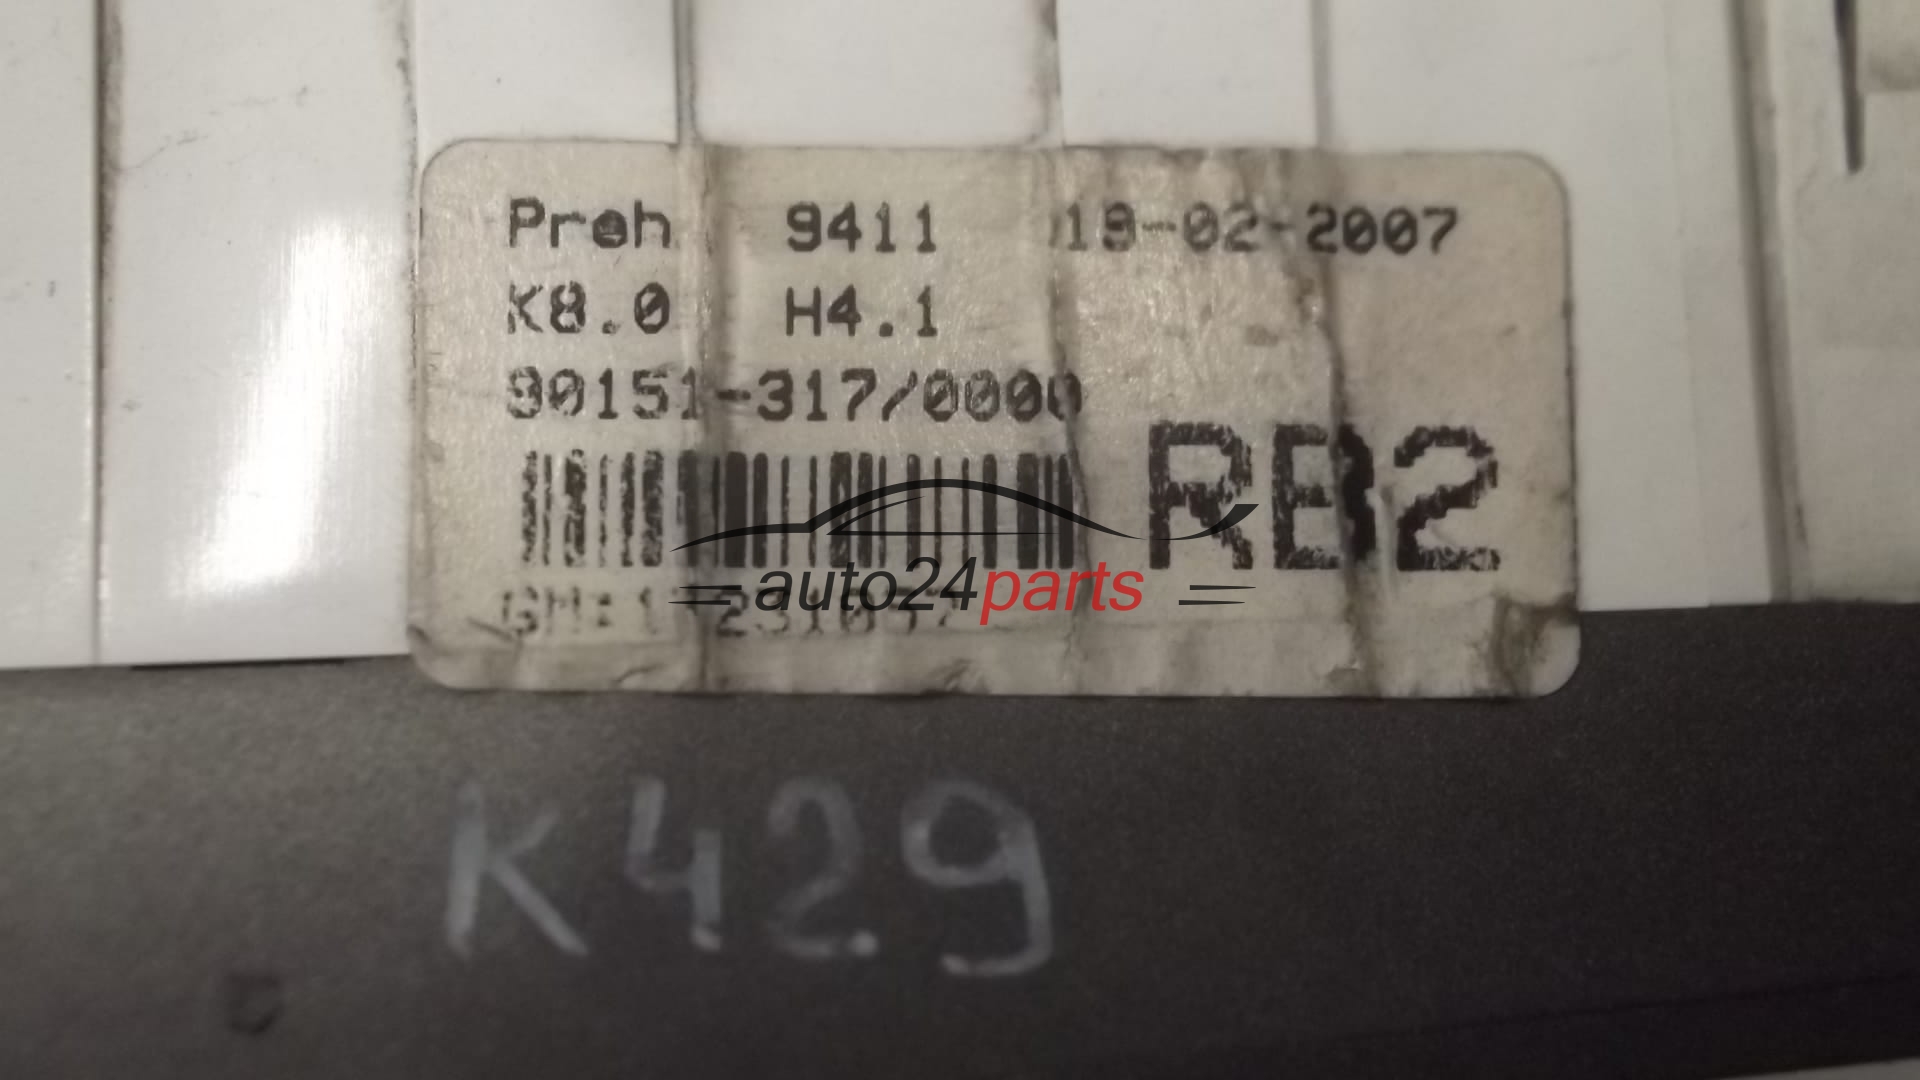 Preh 9411 19-02-2007
K8.0 H4.1
90151-317/0000
RB2
auto24parts
K429